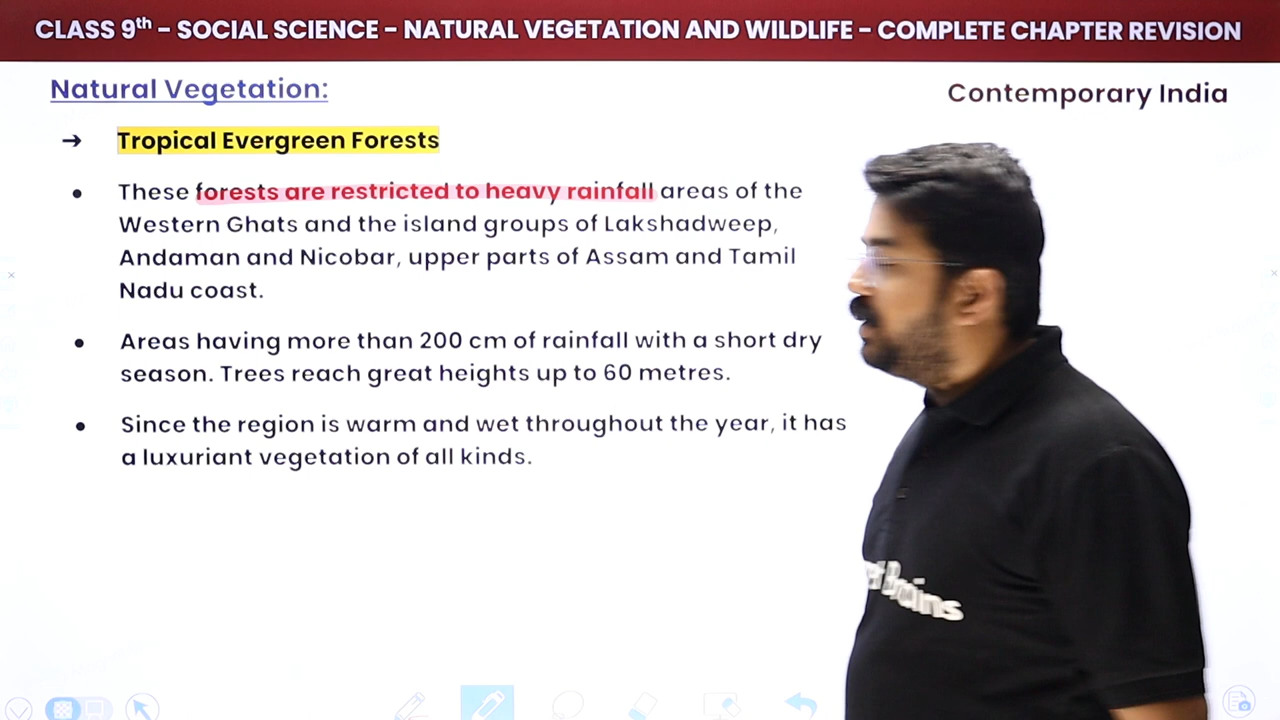 CLASS 9th – SOCIAL SCIENCE – NATURAL VEGETATION AND WILDLIFE – COMPLETE CHAPTER REVISION
Natural Vegetation:
Contemporary India
➔ Tropical Evergreen Forests
• These forests are restricted to heavy rainfall areas of the
Western Ghats and the island groups of Lakshadweep,
Andaman and Nicobar, upper parts of Assam and Tamil
Nadu coast.
• Areas having more than 200 cm of rainfall with a short dry
season. Trees reach great heights up to 60 metres.
• Since the region is warm and wet throughout the year, it has
a luxuriant vegetation of all kinds.
Brains